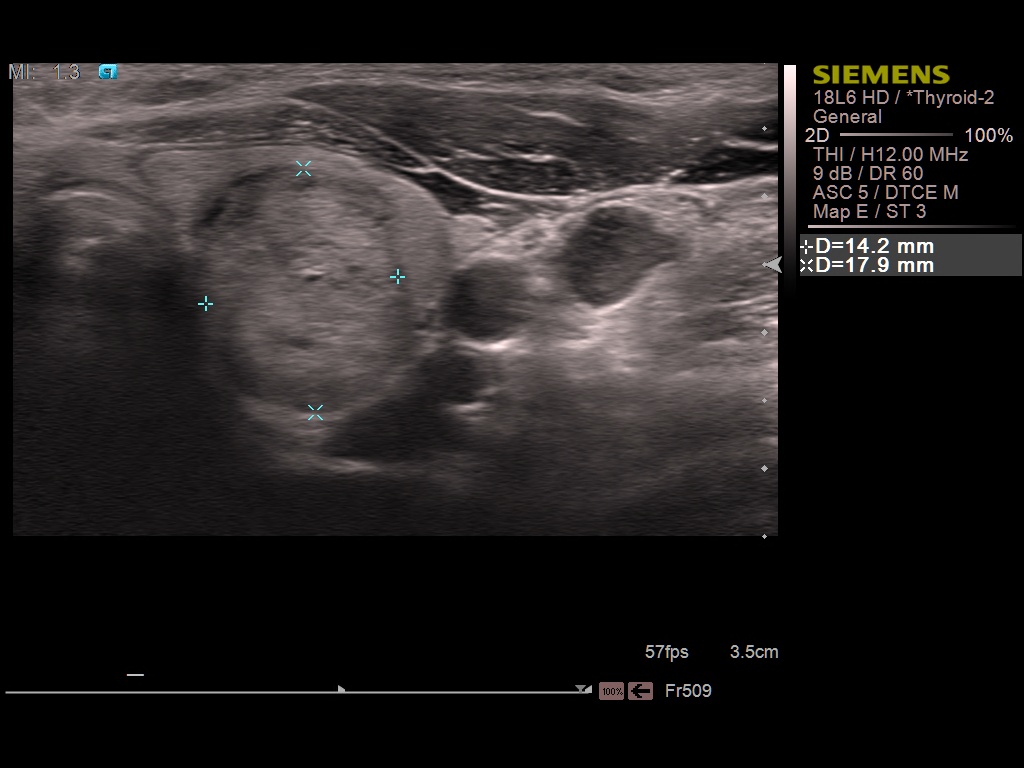 MI: 1.3
SIEMENS
18L6 HD / *Thyroid-2
General
2D 100%
THI / H12.00 MHz
9 dB / DR 60
ASC 5 / DTCE M
Map E / ST 3
D=14.2 mm
D=17.9 mm
57fps 3.5cm
100% Fr509